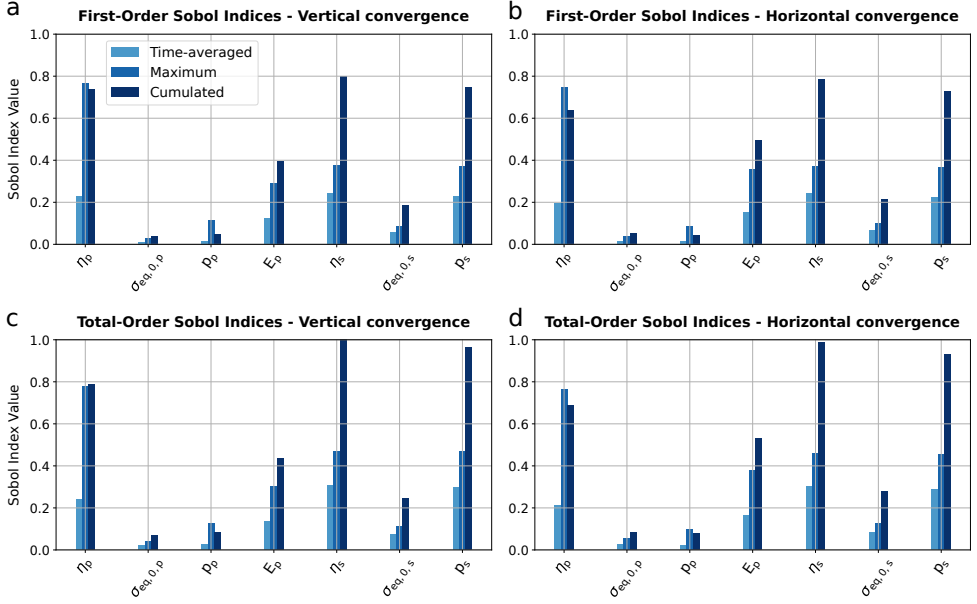 a
First-Order Sobol Indices - Vertical convergence
Sobol Index Value
1.0
0.8
0.6
0.4
0.2
0.0
Time-averaged
Maximum
Cumulated
ηp
σeq, 0, p
pp
Ep
ηs
σeq, 0, s
ps
b
First-Order Sobol Indices - Horizontal convergence
1.0
0.8
0.6
0.4
0.2
0.0
ηp
σeq, 0, p
pp
Ep
ηs
σeq, 0, s
ps
c
Total-Order Sobol Indices - Vertical convergence
Sobol Index Value
1.0
0.8
0.6
0.4
0.2
0.0
ηp
σeq, 0, p
pp
Ep
ηs
σeq, 0, s
ps
d
Total-Order Sobol Indices - Horizontal convergence
1.0
0.8
0.6
0.4
0.2
0.0
ηp
σeq, 0, p
pp
Ep
ηs
σeq, 0, s
ps